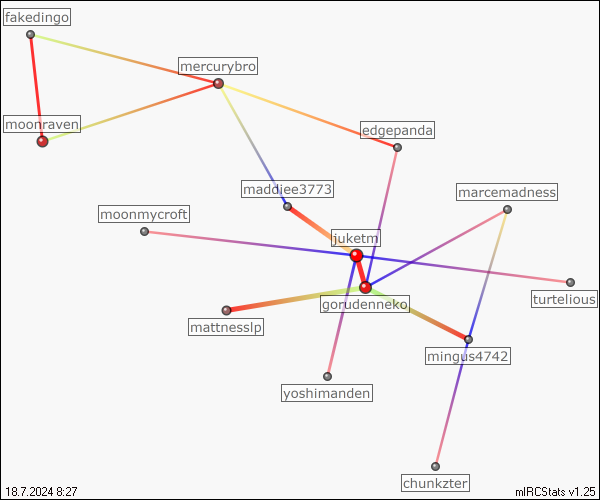 fakedingo
mercurybro
moonraven
edgepanda
maddiee3773
marcemadness
moonmycroft
juketm
turtelious
gorudenneko
mattnesslp
mingus4742
yoshimanden
chunkzter
18.7.2024 8:27
mIRCStats v1.25